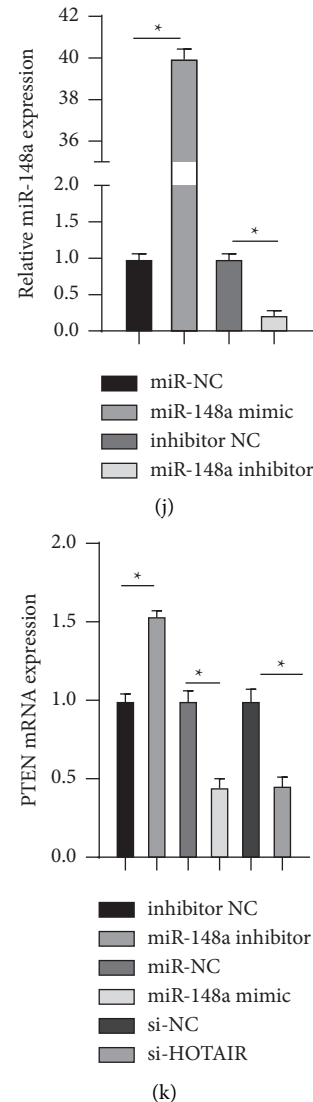 42
*
40
38
36
2.0
1.5
1.0
*
0.5
0.0
Relative miR-148a expression
miR-NC
miR-148a mimic
inhibitor NC
miR-148a inhibitor
(j)
2.0
*
1.5
*
*
1.0
0.5
0.0
PTEN mRNA expression
inhibitor NC
miR-148a inhibitor
miR-NC
miR-148a mimic
si-NC
si-HOTAIR
(k)